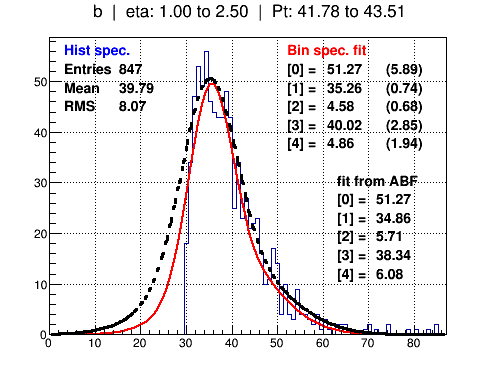 b | eta: 1.00 to 2.50 | Pt: 41.78 to 43.51
Hist spec.
Entries 847
Mean 39.79
RMS 8.07
Bin spec. fit
[0] = 51.27 (5.89)
[1] = 35.26 (0.74)
[2] = 4.58 (0.68)
[3] = 40.02 (2.85)
[4] = 4.86 (1.94)
fit from ABF
[0] = 51.27
[1] = 34.86
[2] = 5.71
[3] = 38.34
[4] = 6.08
50
40
30
20
10
0
0 10 20 30 40 50 60 70 80